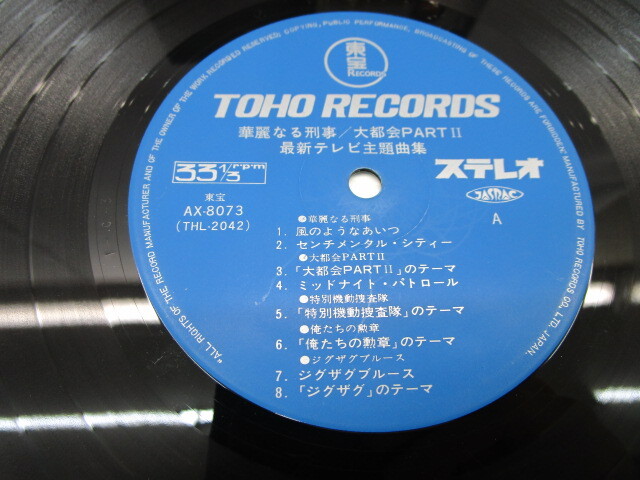 *ALL RIGHTS OF THE RECORD MANUFACTURER AND OF THE OWNER OF THE WORK RECORDED RESERVED. COPYING, PUBLIC PERFORMANCE, BROADCASTING OF THESE RECORDS ARE FORBIDDEN! MANUFACTURED BY TOHO RECORDS CO., LTD. JAPAN.
東宝
RECORDS
TOHO RECORDS
華麗なる刑事/大都会PARTⅡ
最新テレビ主題曲集
33 1/3 r·p·m
ステレオ
東宝
AX-8073
(THL-2042)
JASRAC
A
●華麗なる刑事
1. 風のようなあいつ
2. センチメンタル・シティー
●大都会PARTⅡ
3.「大都会PARTⅡ」のテーマ
4. ミッドナイト・パトロール
●特別機動捜査隊
5.「特別機動捜査隊」のテーマ
●俺たちの勲章
6.「俺たちの勲章」のテーマ
●ジグザグブルース
7. ジグザグブルース
8.「ジグザグ」のテーマ